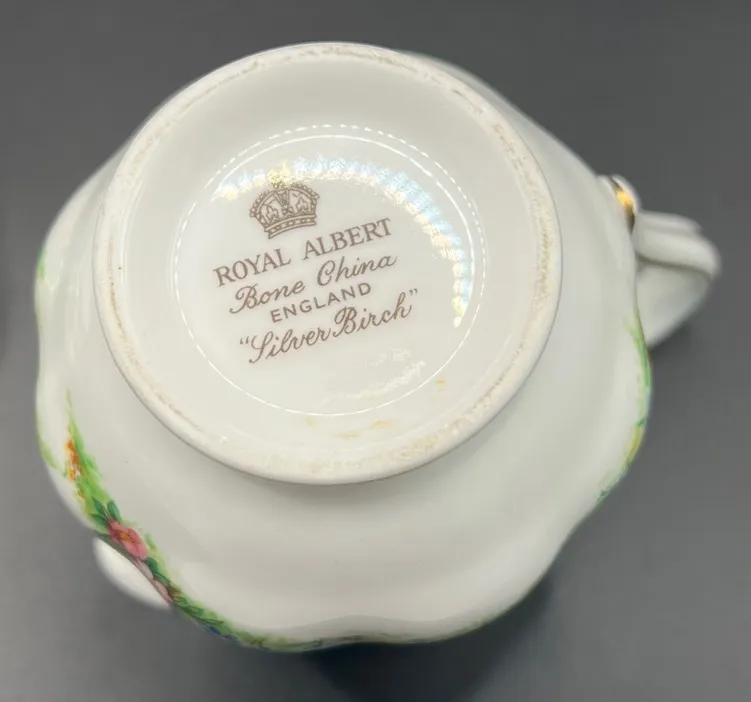 ROYAL ALBERT
Bone China
ENGLAND
"Silver Birch"